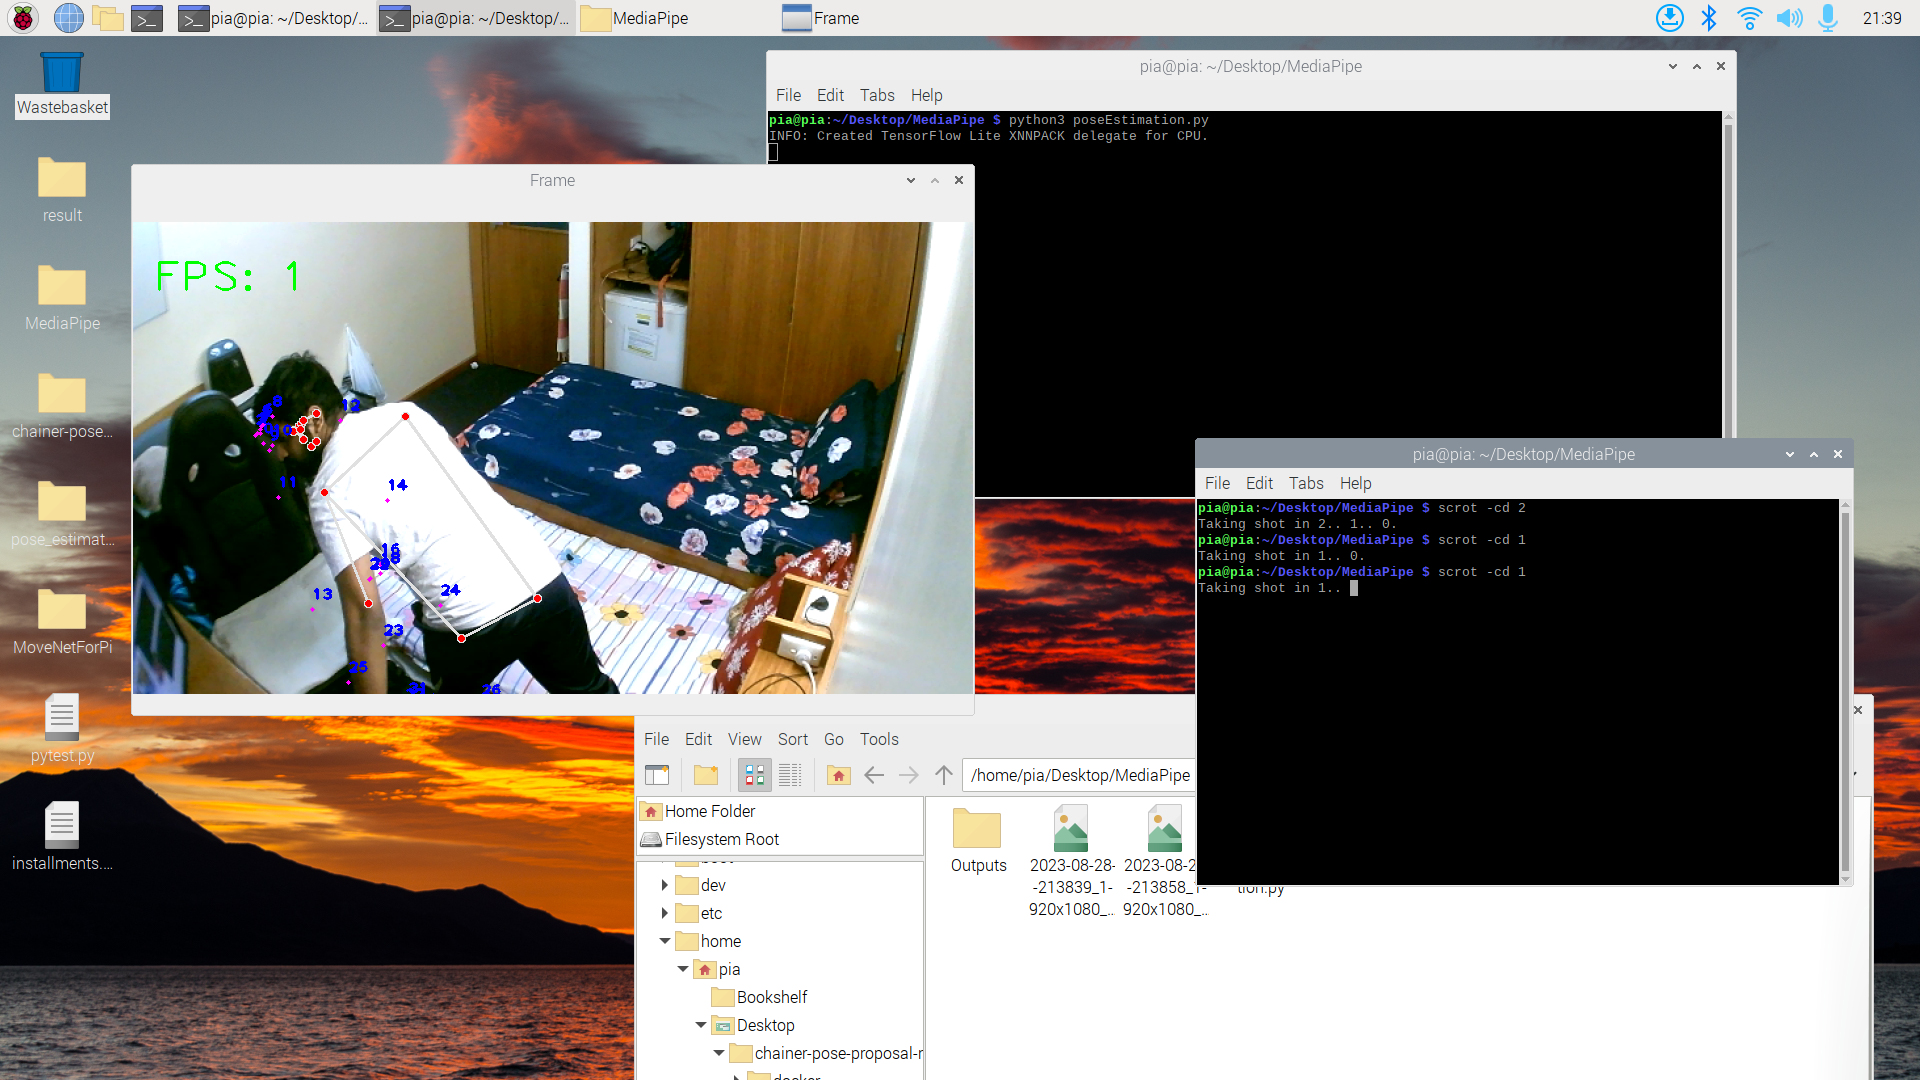 pia@pia: ~/Desktop/...
pia@pia: ~/Desktop/...
MediaPipe
Frame
21:39
Wastebasket
result
MediaPipe
chainer-pose...
pose_estimat...
MoveNetForPi
pytest.py
installments....
pia@pia: ~/Desktop/MediaPipe
File Edit Tabs Help
pia@pia:~/Desktop/MediaPipe $ python3 poseEstimation.py
INFO: Created TensorFlow Lite XNNPACK delegate for CPU.
Frame
FPS: 1
8
12
11
14
16
13
24
23
25
26
pia@pia: ~/Desktop/MediaPipe
File Edit Tabs Help
pia@pia:~/Desktop/MediaPipe $ scrot -cd 2
Taking shot in 2.. 1.. 0.
pia@pia:~/Desktop/MediaPipe $ scrot -cd 1
Taking shot in 1.. 0.
pia@pia:~/Desktop/MediaPipe $ scrot -cd 1
Taking shot in 1..
File Edit View Sort Go Tools
/home/pia/Desktop/MediaPipe
Home Folder
Filesystem Root
dev
etc
home
pia
Bookshelf
Desktop
chainer-pose-proposal-r
docker
Outputs
2023-08-28-
-213839_1-
920x1080_...
2023-08-2
-213858_1-
920x1080_...
tion.py